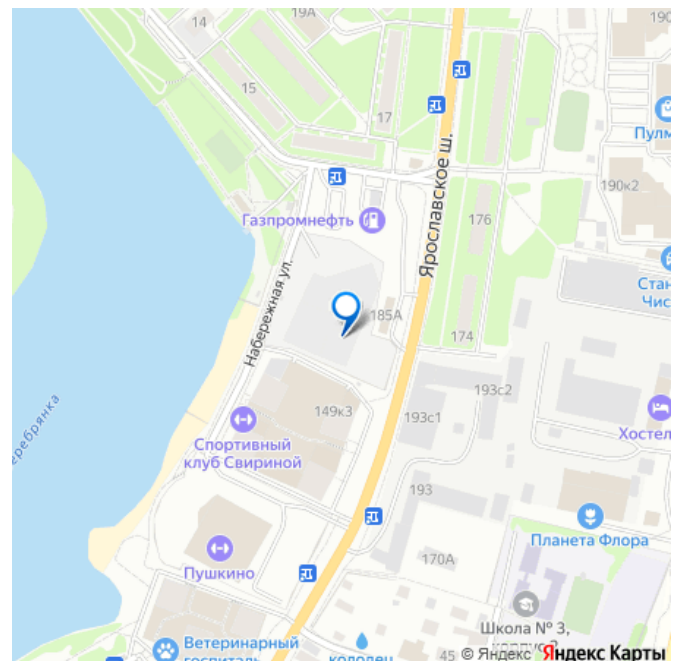 14
19А
190
15
17
Пулм
Ярославское ш.
190к2
176
Газпромнефть
Набережная ул.
Стан
Чис
185А
174
193с2
149к3
193с1
Хостел
еребрянка
Спортивный
клуб Свириной
193
Планета Флора
170А
Пушкино
Школа № 3,
Ветеринарный
45
© Яндекс Яндекс Карты